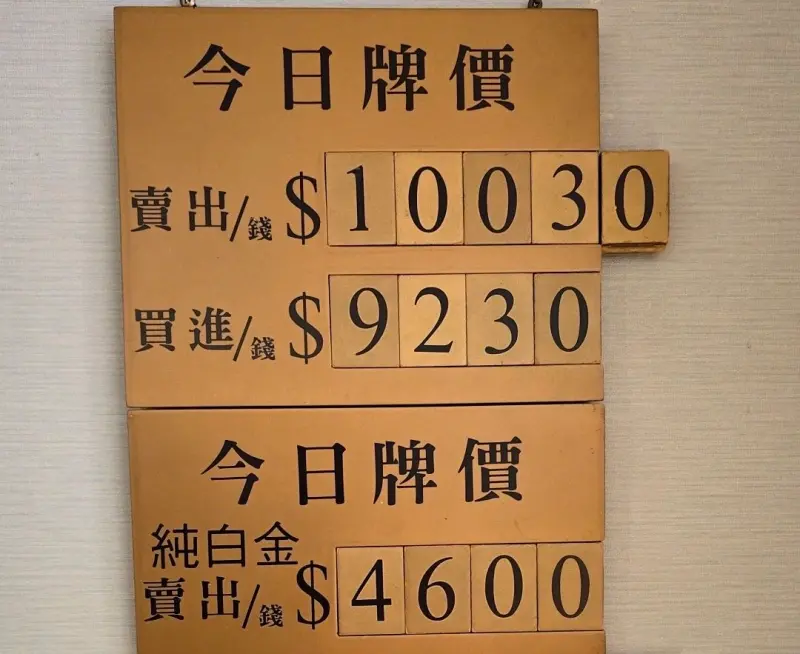 今日牌價
賣出/錢 $10030
買進/錢 $9230
今日牌價
純白金
賣出/錢 $4600